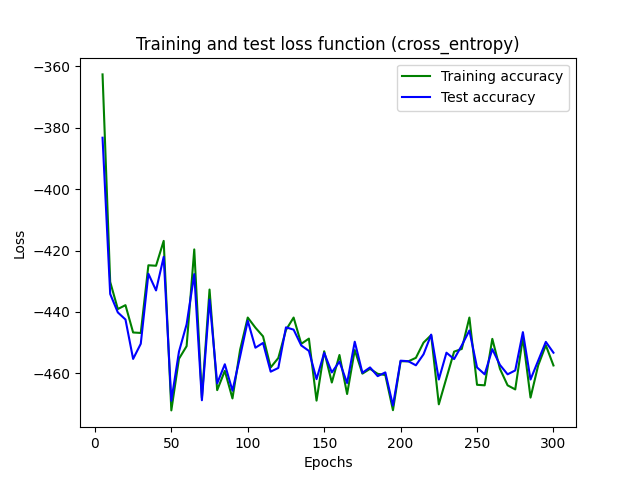 Training and test loss function (cross_entropy)
Training accuracy
Test accuracy
Loss
−360
−380
−400
−420
−440
−460
0 50 100 150 200 250 300
Epochs